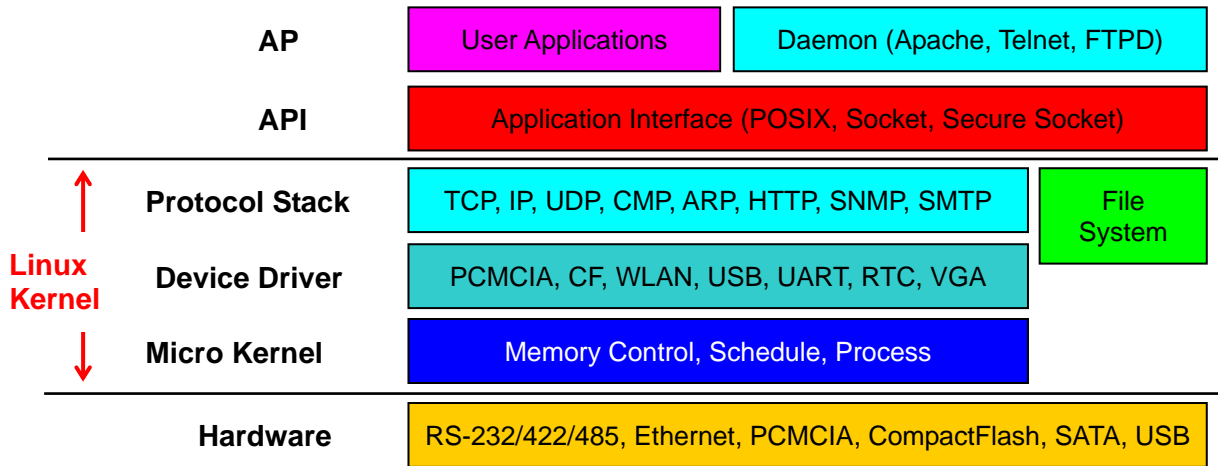 AP
User Applications
Daemon (Apache, Telnet, FTPD)
API
Application Interface (POSIX, Socket, Secure Socket)
Linux
Kernel
Protocol Stack
TCP, IP, UDP, CMP, ARP, HTTP, SNMP, SMTP
File
System
Device Driver
PCMCIA, CF, WLAN, USB, UART, RTC, VGA
Micro Kernel
Memory Control, Schedule, Process
Hardware
RS-232/422/485, Ethernet, PCMCIA, CompactFlash, SATA, USB